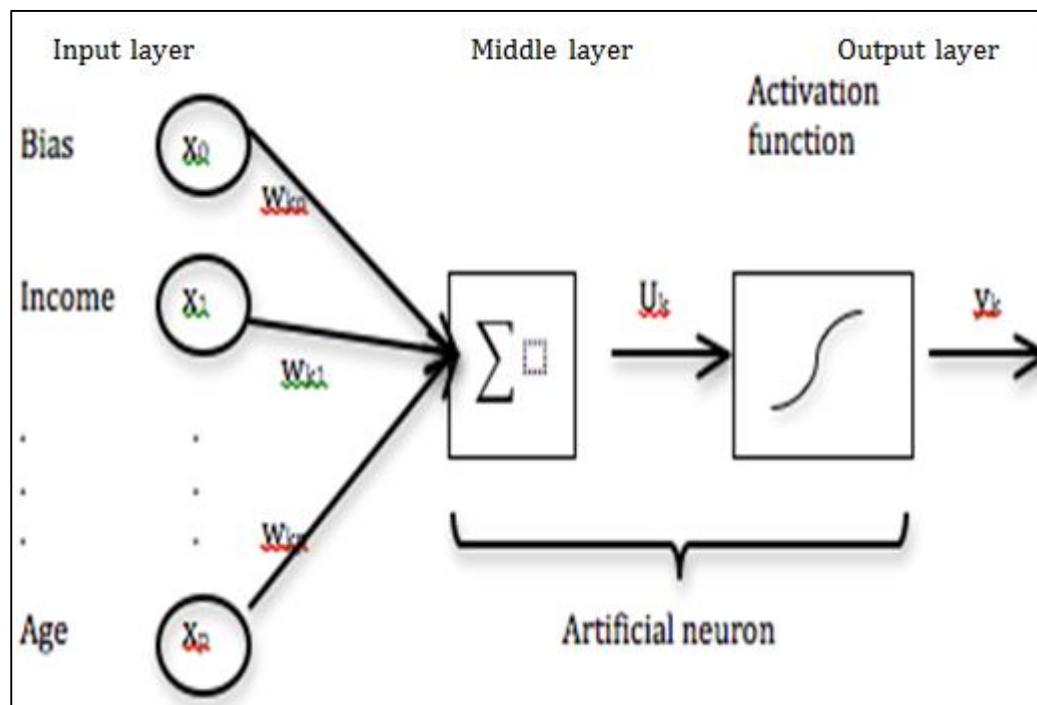 Input layer
Middle layer
Output layer
Activation
function
Bias
x0
wk0
Income
x1
wk1
Uk
yk
∑
Age
xn
Artificial neuron